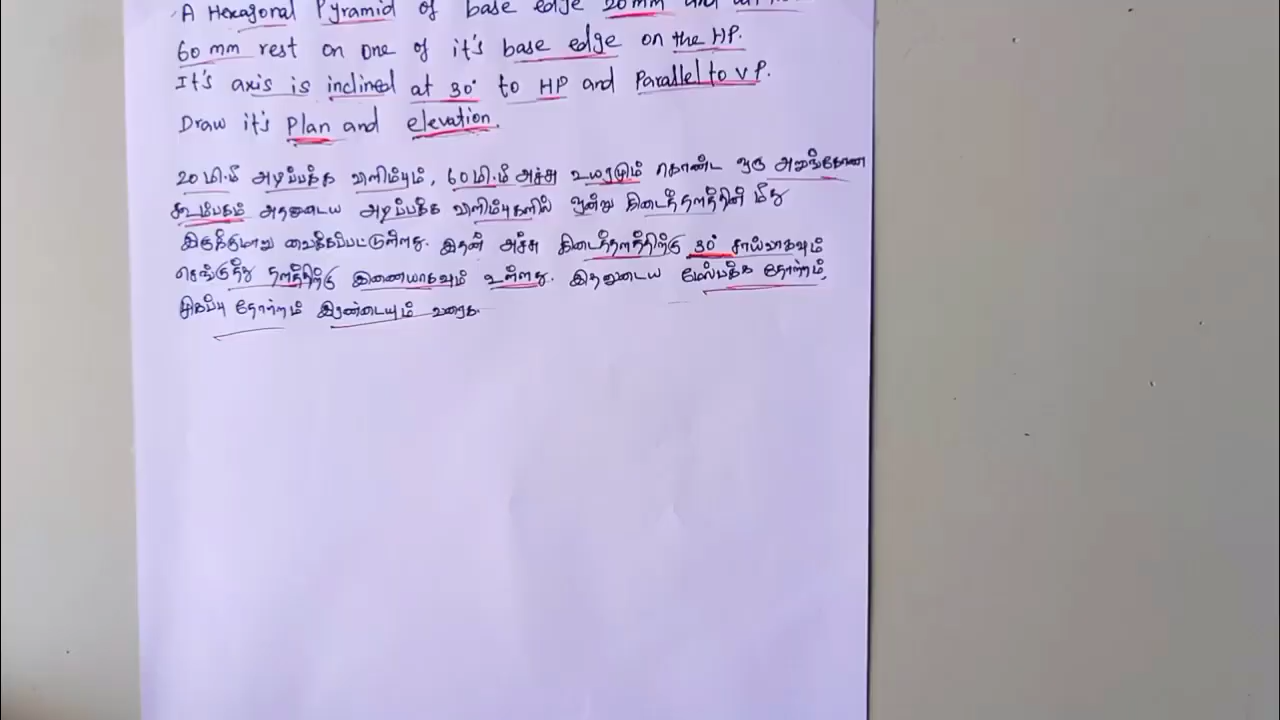 A Hexagonal Pyramid of base edge 20mm and
60 mm rest on one of it's base edge on the HP.
It's axis is inclined at 30° to HP and Parallel to VP.
Draw it's Plan and elevation.
20 மி.மீ அடிப்பக்க விளிம்பும், 60 மி.மீ அச்சு உயரமும் கொண்ட ஒரு அறுங்கோண
கூம்பகம் அதனுடைய அடிப்பக்க விளிம்புகளில் ஒன்று கிடைத்தளத்தின் மீது
இருக்குமாறு வைக்கப்பட்டுள்ளது. இதன் அச்சு கிடைத்தளத்திற்கு 30° சாய்வாகவும்
செங்குத்து தளத்திற்கு இணையாகவும் உள்ளது. இதனுடைய மேல்பக்க தோற்றம்,
முகப்பு தோற்றம் இரண்டையும் வரைக.